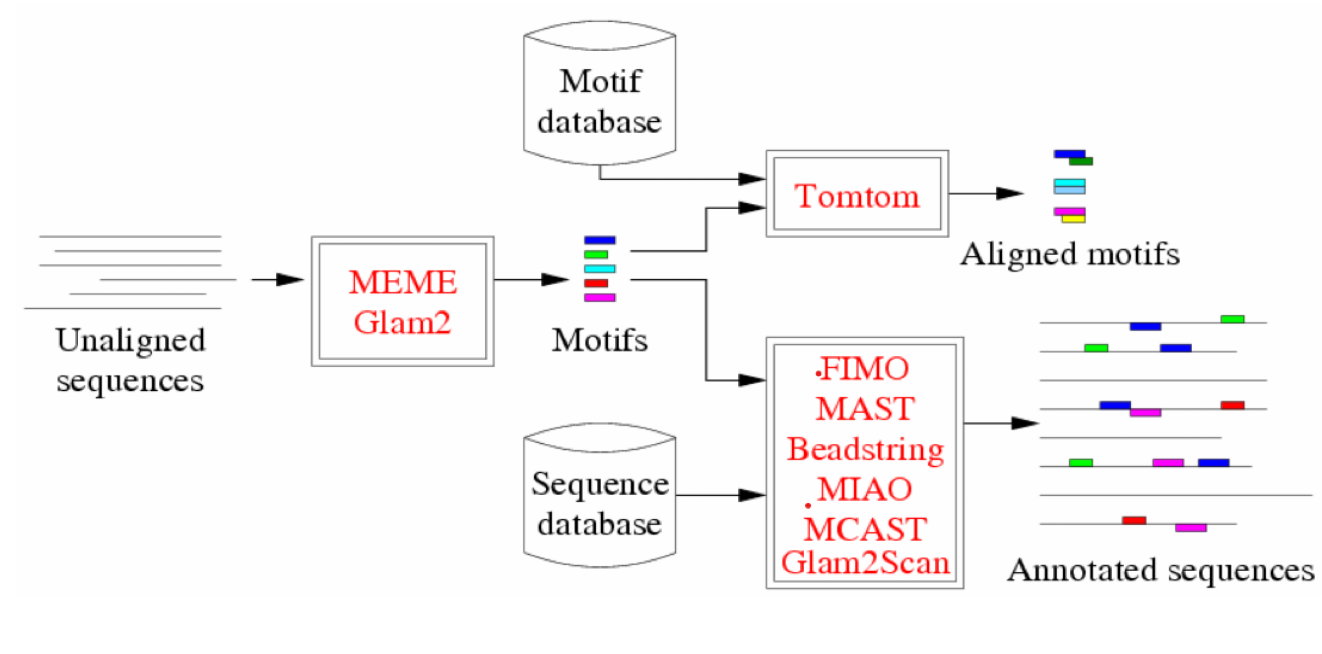 Motif
database
Tomtom
Aligned motifs
Unaligned
sequences
MEME
Glam2
Motifs
Sequence
database
FIMO
MAST
Beadstring
MIAO
MCAST
Glam2Scan
Annotated sequences